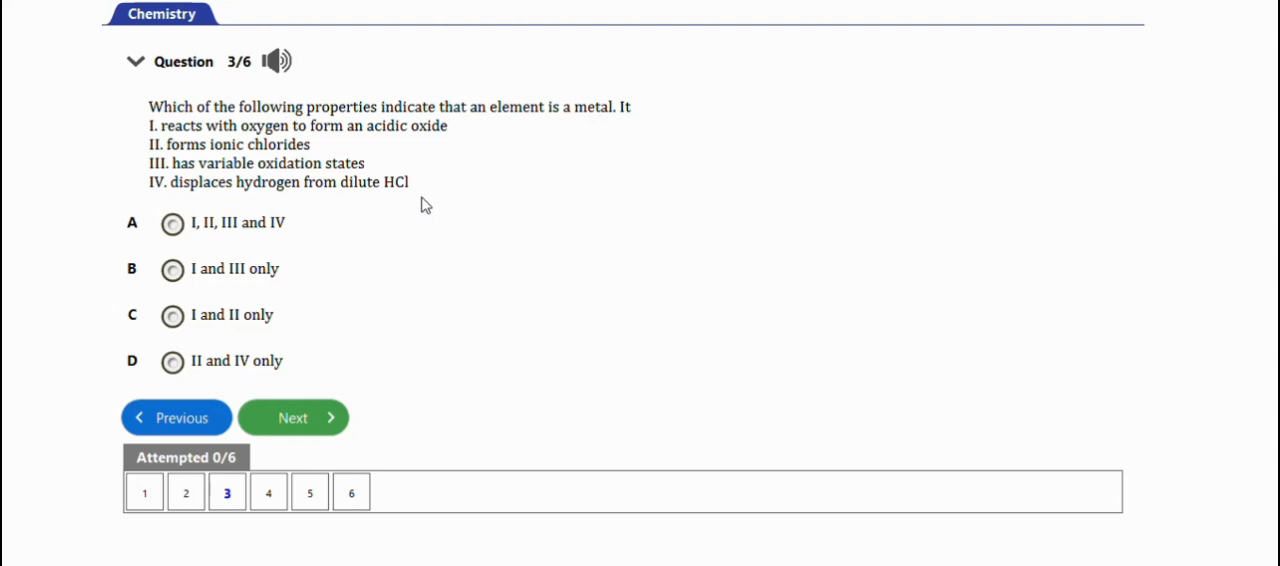 Chemistry
Question 3/6
Which of the following properties indicate that an element is a metal. It
I. reacts with oxygen to form an acidic oxide
II. forms ionic chlorides
III. has variable oxidation states
IV. displaces hydrogen from dilute HCl
A I, II, III and IV
B I and III only
C I and II only
D II and IV only
Previous Next
Attempted 0/6
1 2 3 4 5 6